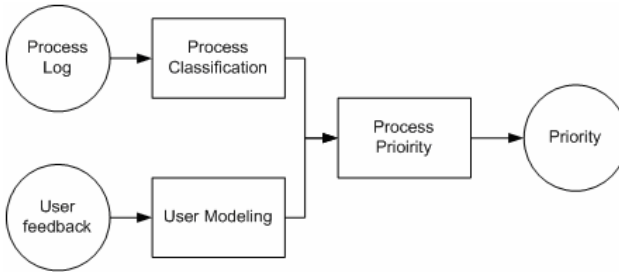 Process
Log
Process
Classification
Process
Prioirity
Priority
User
feedback
User Modeling